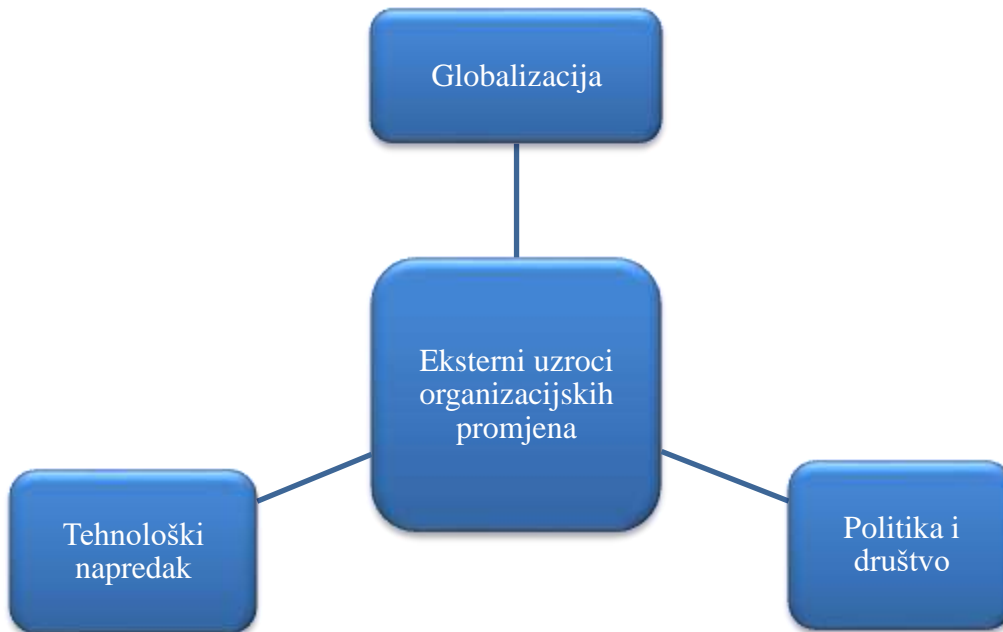 Globalizacija
Eksterni uzroci
organizacijskih
promjena
Tehnološki
napredak
Politika i
društvo